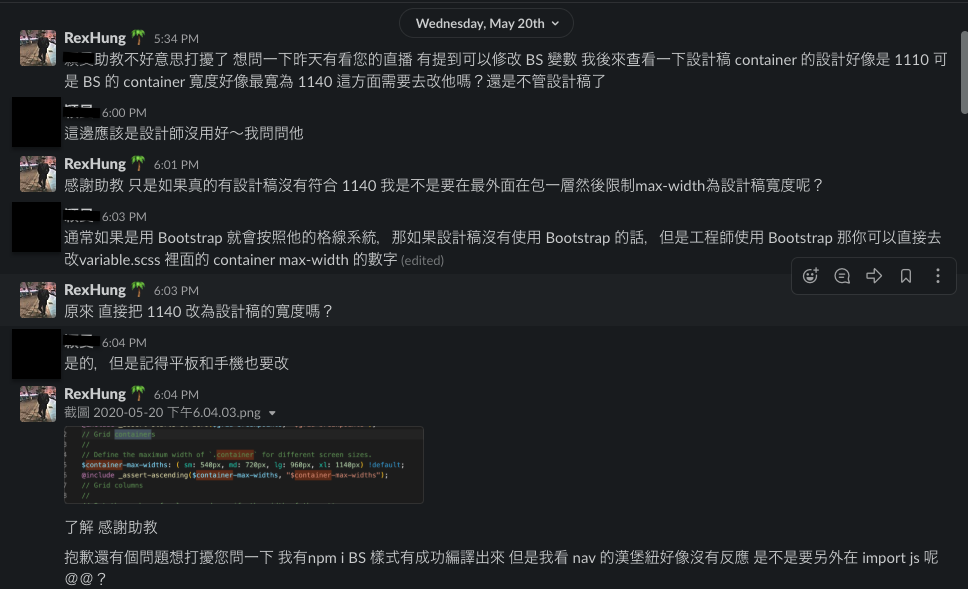 Wednesday, May 20th
RexHung 5:34 PM
助教不好意思打擾了 想問一下昨天有看您的直播 有提到可以修改 BS 變數 我後來查看一下設計稿 container 的設計好像是 1110 可
是 BS 的 container 寬度好像最寬為 1140 這方面需要去改他嗎？還是不管設計稿了
6:00 PM
這邊應該是設計師沒用好～我問問他
RexHung 6:01 PM
感謝助教 只是如果真的有設計稿沒有符合 1140 我是不是要在最外面在包一層然後限制max-width為設計稿寬度呢？
6:03 PM
通常如果是用 Bootstrap 就會按照他的格線系統，那如果設計稿沒有使用 Bootstrap 的話，但是工程師使用 Bootstrap 那你可以直接去
改variable.scss 裡面的 container max-width 的數字 (edited)
RexHung 6:03 PM
原來 直接把 1140 改為設計稿的寬度嗎？
6:04 PM
是的，但是記得平板和手機也要改
RexHung 6:04 PM
截圖 2020-05-20 下午6.04.03.png
// Grid containers
//
// Define the maximum width of `.container` for different screen sizes.
$container-max-widths: ( sm: 540px, md: 720px, lg: 960px, xl: 1140px) !default;
@include _assert-ascending($container-max-widths, "$container-max-widths");
// Grid columns
//
了解 感謝助教
抱歉還有個問題想打擾您問一下 我有npm i BS 樣式有成功編譯出來 但是我看 nav 的漢堡紐好像沒有反應 是不是要另外在 import js 呢
@@？